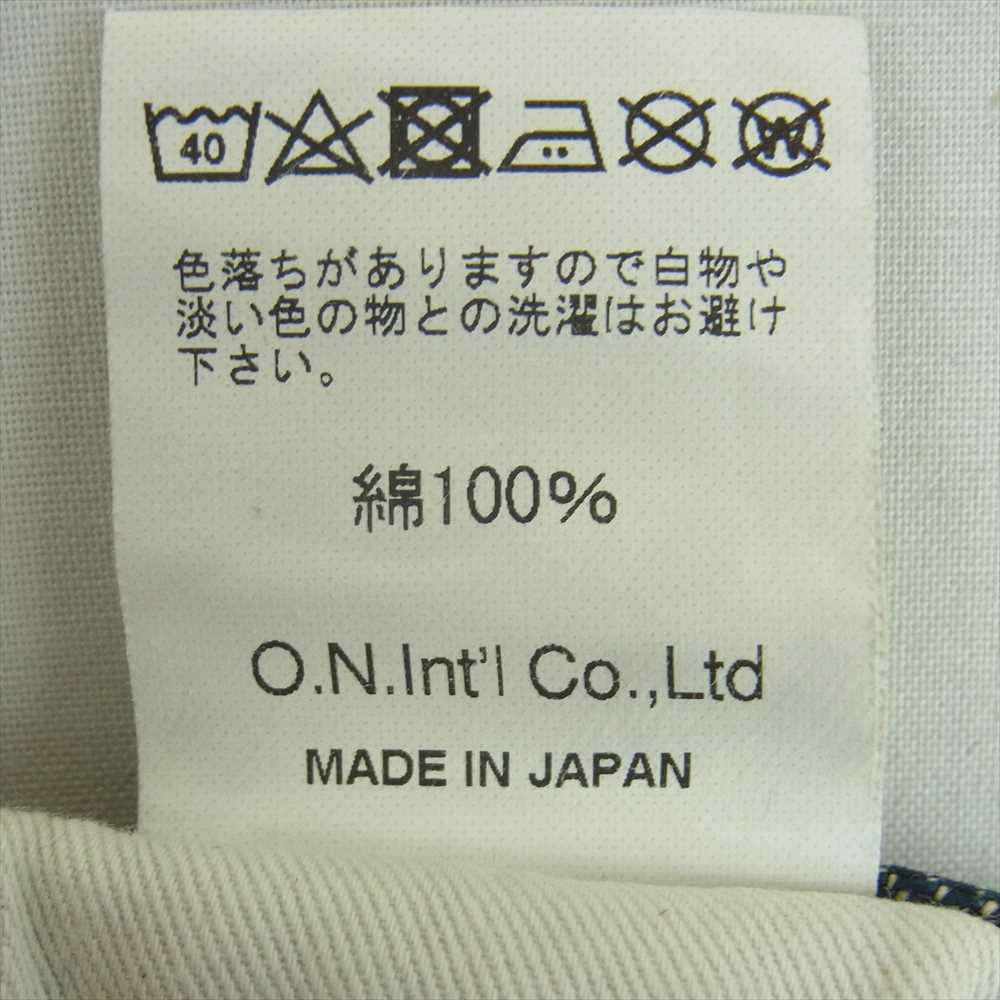 40
W
色落ちがありますので白物や
淡い色の物との洗濯はお避け
下さい。
綿100%
O.N.Int'l Co.,Ltd
MADE IN JAPAN